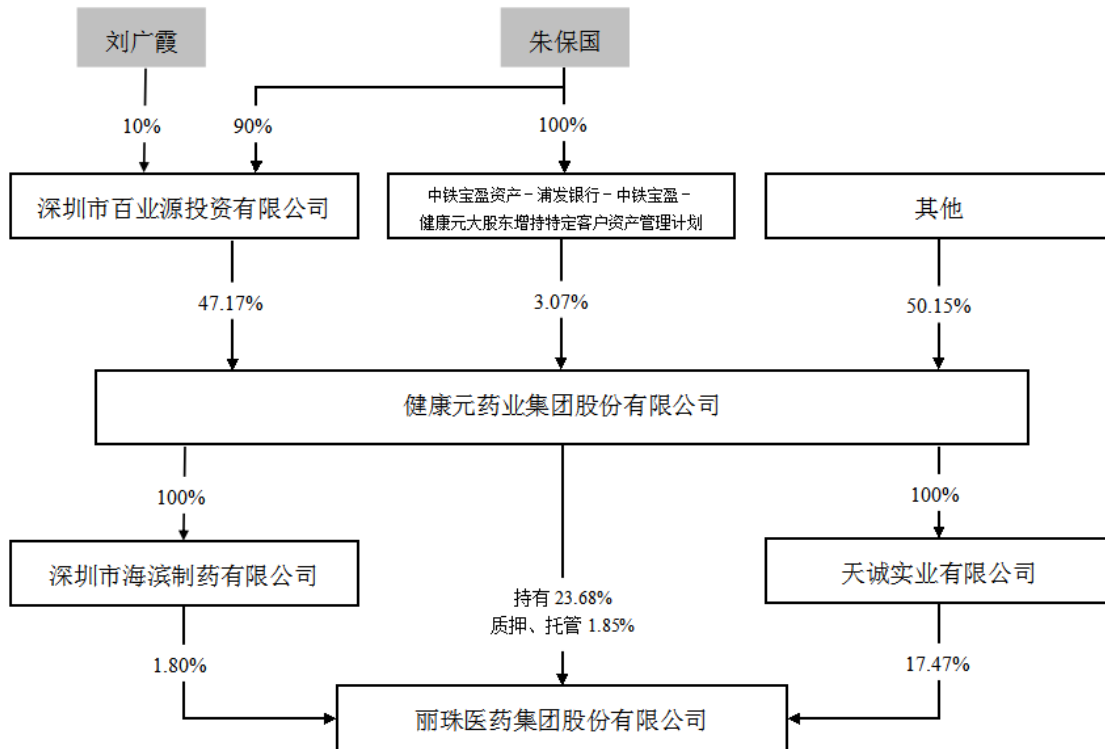 刘广霞
朱保国
10%
90%
100%
深圳市百业源投资有限公司
中铁宝盈资产－浦发银行－中铁宝盈－
健康元大股东增持特定客户资产管理计划
其他
47.17%
3.07%
50.15%
健康元药业集团股份有限公司
100%
100%
深圳市海滨制药有限公司
天诚实业有限公司
持有 23.68%
质押、托管 1.85%
1.80%
17.47%
丽珠医药集团股份有限公司